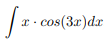 ∫ x · cos(3x)dx